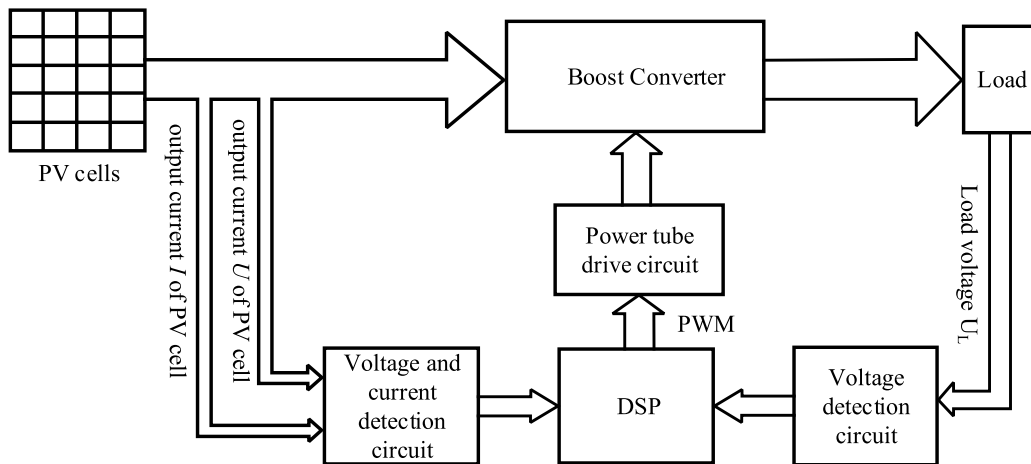 Boost Converter
Load
PV cells
output current I of PV cell
output current U of PV cell
Load voltage U_L
Power tube
drive circuit
PWM
Voltage and
current
detection
circuit
DSP
Voltage
detection
circuit